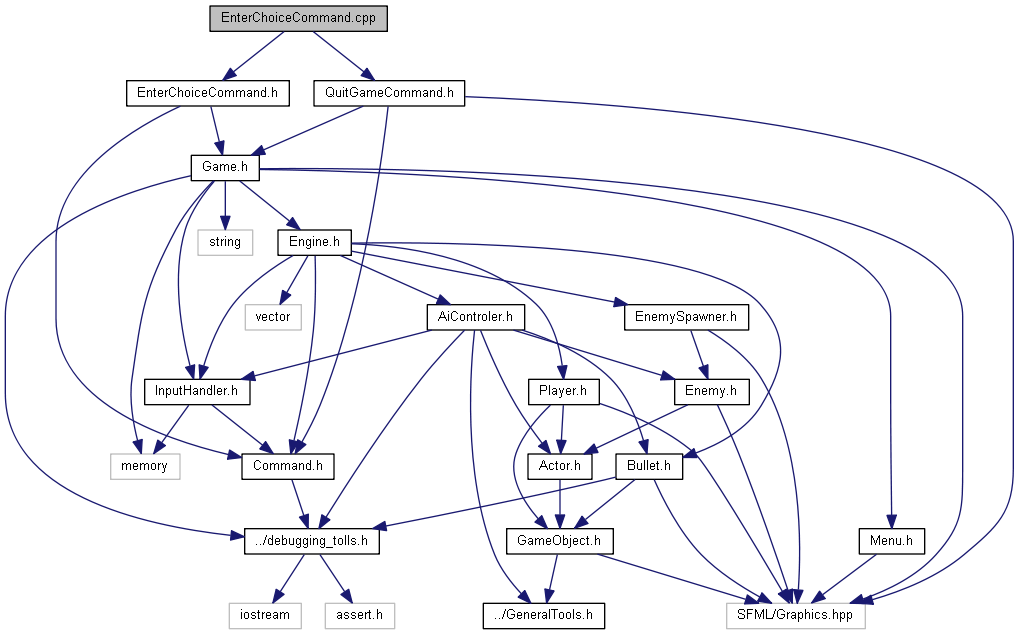 EnterChoiceCommand.cpp
EnterChoiceCommand.h
QuitGameCommand.h
Game.h
string
Engine.h
vector
AiControler.h
EnemySpawner.h
InputHandler.h
Player.h
Enemy.h
memory
Command.h
Actor.h
Bullet.h
../debugging_tolls.h
GameObject.h
Menu.h
iostream
assert.h
../GeneralTools.h
SFML/Graphics.hpp